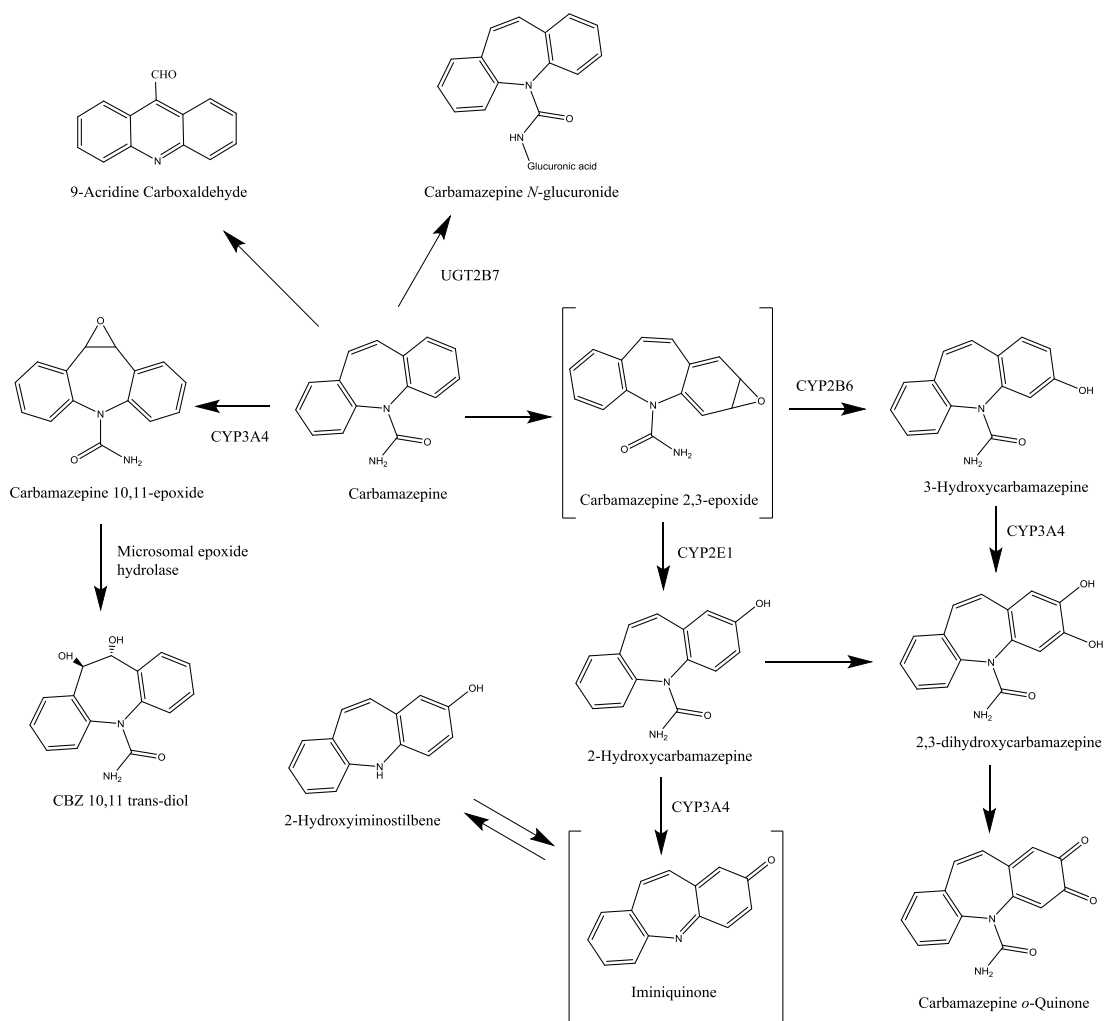 CHO
N
9-Acridine Carboxaldehyde
N
O
HN
Glucuronic acid
Carbamazepine N-glucuronide
UGT2B7
O
N
O
NH2
Carbamazepine 10,11-epoxide
CYP3A4
N
O
NH2
Carbamazepine
O
N
O
NH2
Carbamazepine 2,3-epoxide
CYP2B6
OH
N
O
NH2
3-Hydroxycarbamazepine
Microsomal epoxide
hydrolase
CYP2E1
CYP3A4
OH
OH
N
O
NH2
CBZ 10,11 trans-diol
OH
N
H
2-Hydroxyiminostilbene
OH
N
O
NH2
2-Hydroxycarbamazepine
OH
OH
N
O
NH2
2,3-dihydroxycarbamazepine
CYP3A4
O
N
Iminiquinone
O
O
N
O
NH2
Carbamazepine o-Quinone